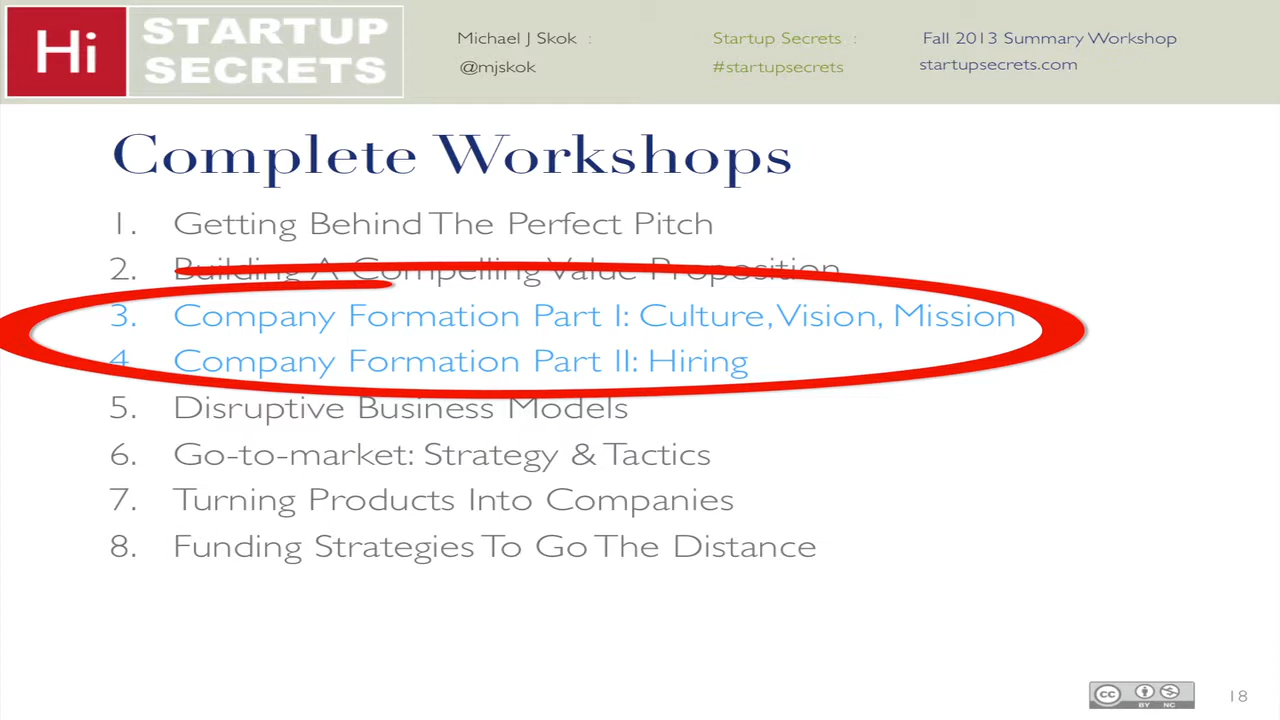 Hi
STARTUP
SECRETS
Michael J Skok :
@mjskok
Startup Secrets :
#startupsecrets
Fall 2013 Summary Workshop
startupsecrets.com
Complete Workshops
1. Getting Behind The Perfect Pitch
2. Building A Compelling Value Proposition
3. Company Formation Part I: Culture, Vision, Mission
4. Company Formation Part II: Hiring
5. Disruptive Business Models
6. Go-to-market: Strategy & Tactics
7. Turning Products Into Companies
8. Funding Strategies To Go The Distance
cc
BY NC
18